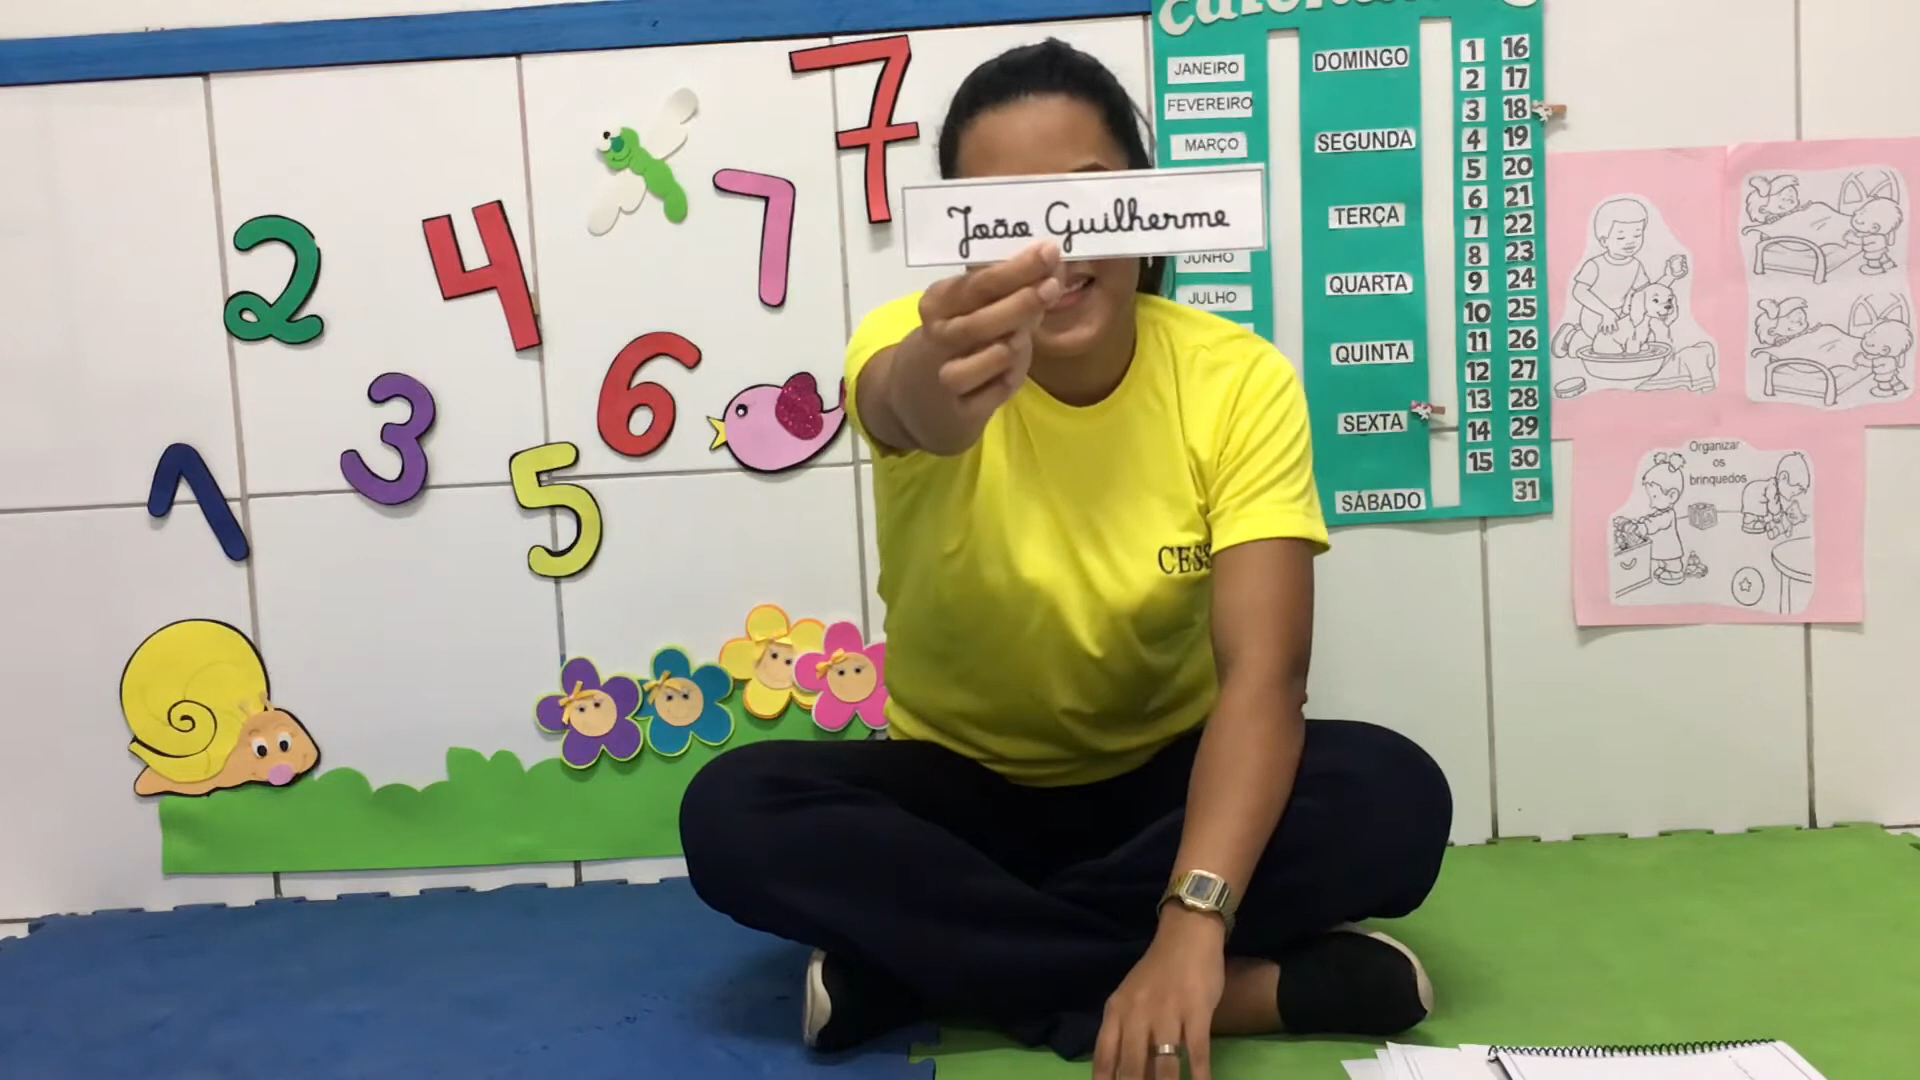 2
4
7
7
1
3
5
6
João Guilherme
CESS
JANEIRO
FEVEREIRO
MARÇO
JUNHO
JULHO
DOMINGO
SEGUNDA
TERÇA
QUARTA
QUINTA
SEXTA
SÁBADO
1 16
2 17
3 18
4 19
5 20
6 21
7 22
8 23
9 24
10 25
11 26
12 27
13 28
14 29
15 30
31
Organizar
os
brinquedos